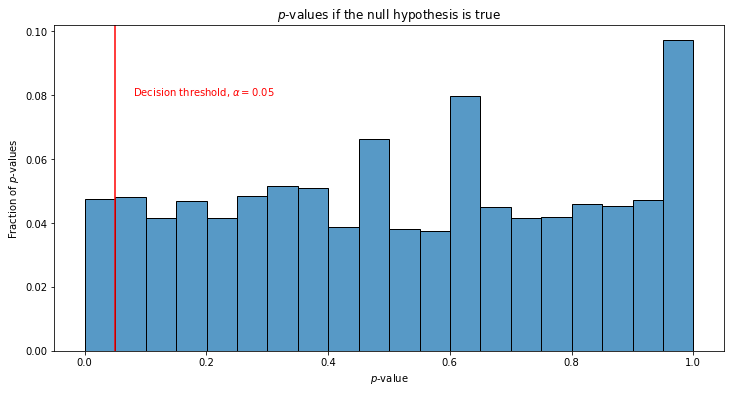 p-values if the null hypothesis is true
0.10
0.08
0.06
0.04
0.02
0.00
Fraction of p-values
Decision threshold, α = 0.05
0.0 0.2 0.4 0.6 0.8 1.0
p-value